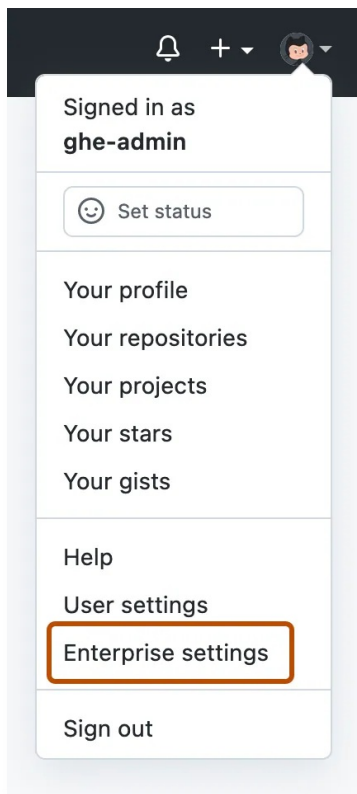 Signed in as
ghe-admin
Set status
Your profile
Your repositories
Your projects
Your stars
Your gists
Help
User settings
Enterprise settings
Sign out